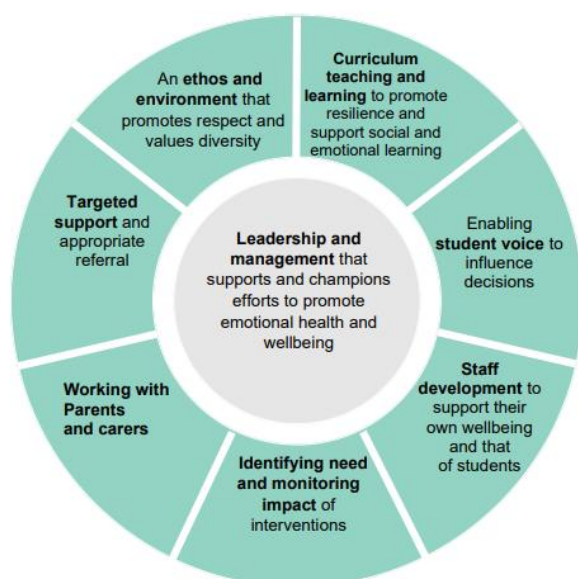 An ethos and
environment that
promotes respect and
values diversity
Curriculum
teaching and
learning to promote
resilience and
support social and
emotional learning
Enabling
student voice to
influence
decisions
Staff
development to
support their
own wellbeing
and that
of students
Identifying need
and monitoring
impact of
interventions
Working with
Parents
and carers
Targeted
support and
appropriate
referral
Leadership and
management that
supports and champions
efforts to promote
emotional health and
wellbeing